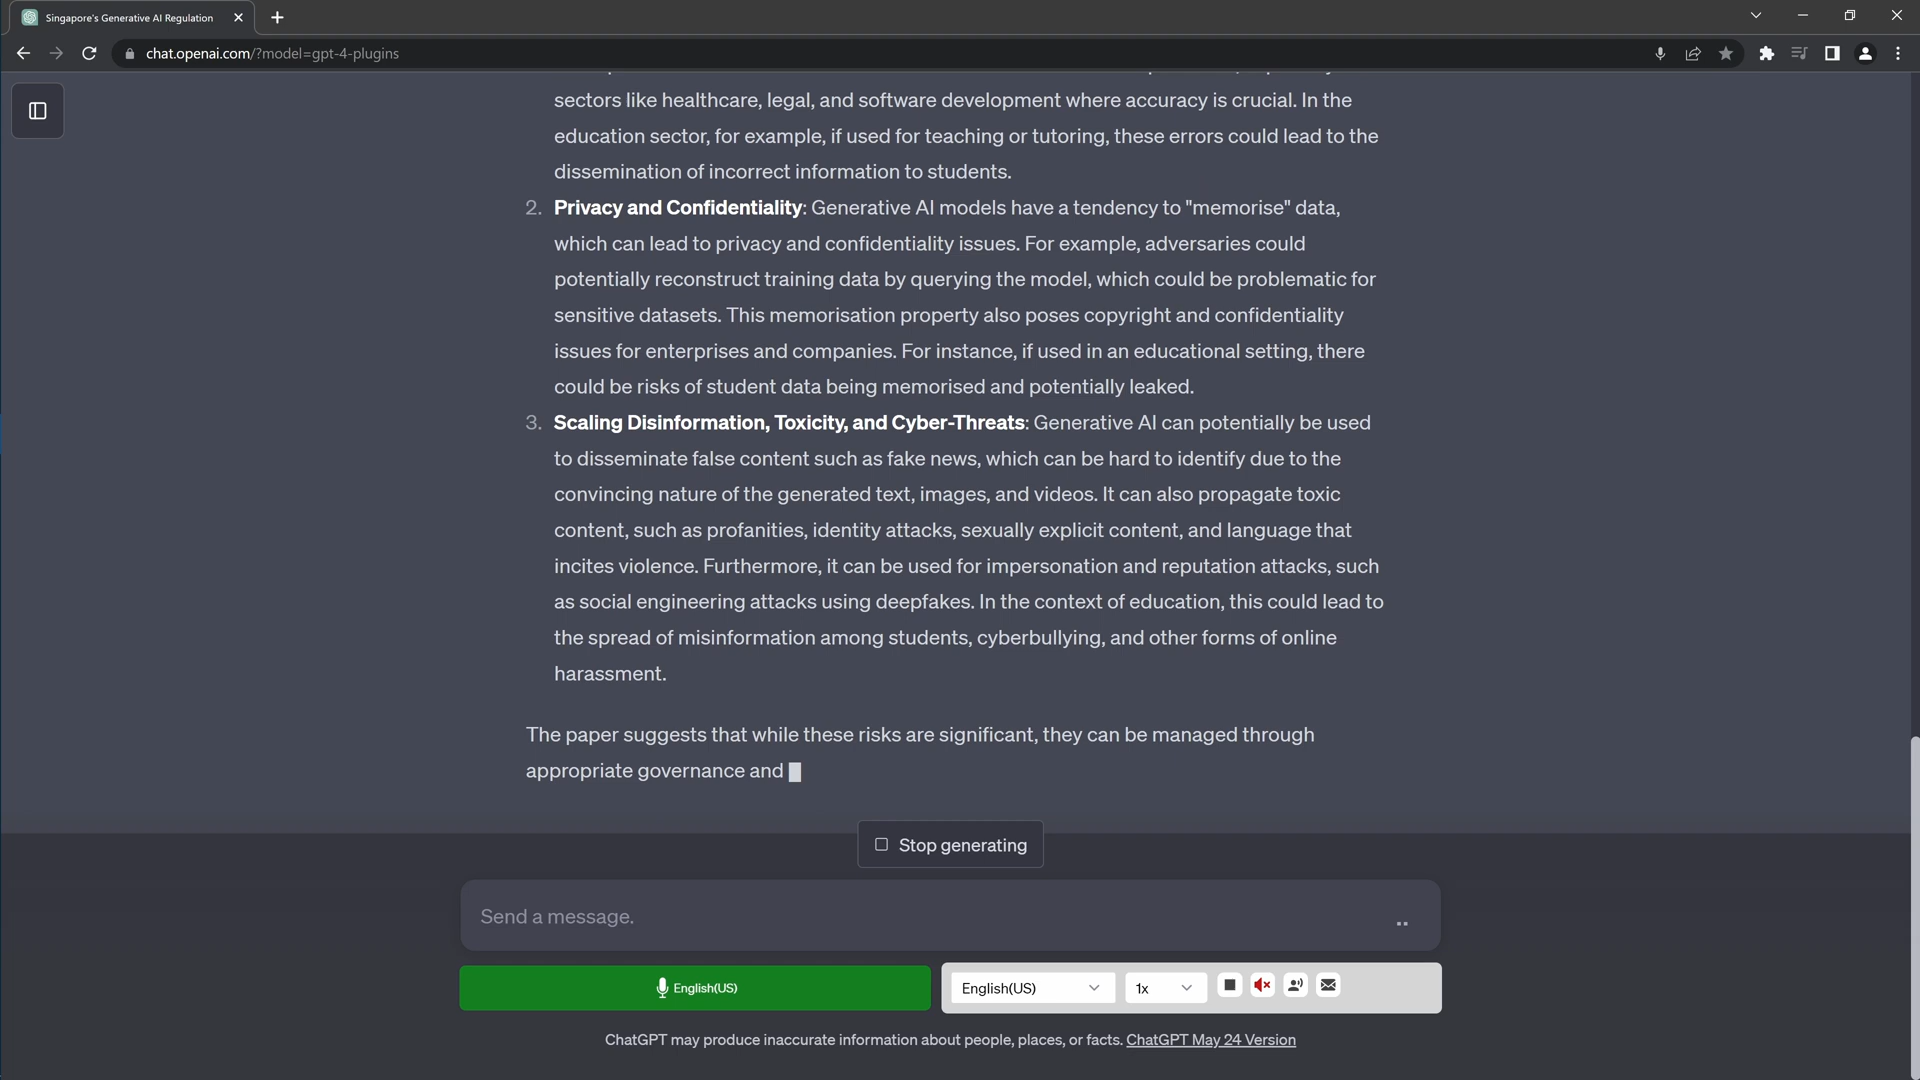 Singapore's Generative AI Regulation
chat.openai.com/?model=gpt-4-plugins
sectors like healthcare, legal, and software development where accuracy is crucial. In the
education sector, for example, if used for teaching or tutoring, these errors could lead to the
dissemination of incorrect information to students.
2. Privacy and Confidentiality: Generative AI models have a tendency to "memorise" data,
which can lead to privacy and confidentiality issues. For example, adversaries could
potentially reconstruct training data by querying the model, which could be problematic for
sensitive datasets. This memorisation property also poses copyright and confidentiality
issues for enterprises and companies. For instance, if used in an educational setting, there
could be risks of student data being memorised and potentially leaked.
3. Scaling Disinformation, Toxicity, and Cyber-Threats: Generative AI can potentially be used
to disseminate false content such as fake news, which can be hard to identify due to the
convincing nature of the generated text, images, and videos. It can also propagate toxic
content, such as profanities, identity attacks, sexually explicit content, and language that
incites violence. Furthermore, it can be used for impersonation and reputation attacks, such
as social engineering attacks using deepfakes. In the context of education, this could lead to
the spread of misinformation among students, cyberbullying, and other forms of online
harassment.
The paper suggests that while these risks are significant, they can be managed through
appropriate governance and
Stop generating
Send a message.
English(US)
English(US) 1x
ChatGPT may produce inaccurate information about people, places, or facts. ChatGPT May 24 Version